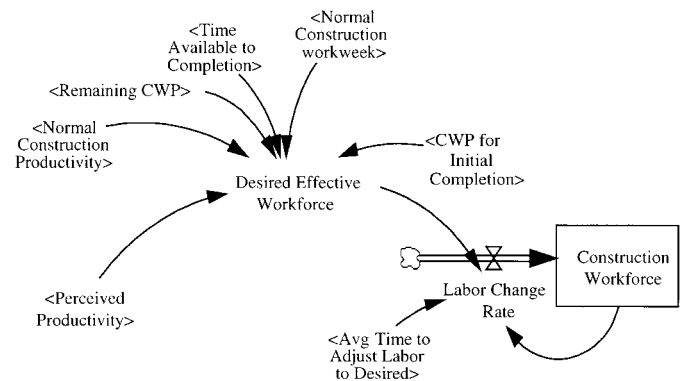 <Time
Available to
Completion>
<Normal
Construction
workweek>
<Remaining CWP>
<Normal
Construction
Productivity>
<CWP for
Initial
Completion>
Desired Effective
Workforce
Construction
Workforce
<Perceived
Productivity>
Labor Change
Rate
<Avg Time to
Adjust Labor
to Desired>